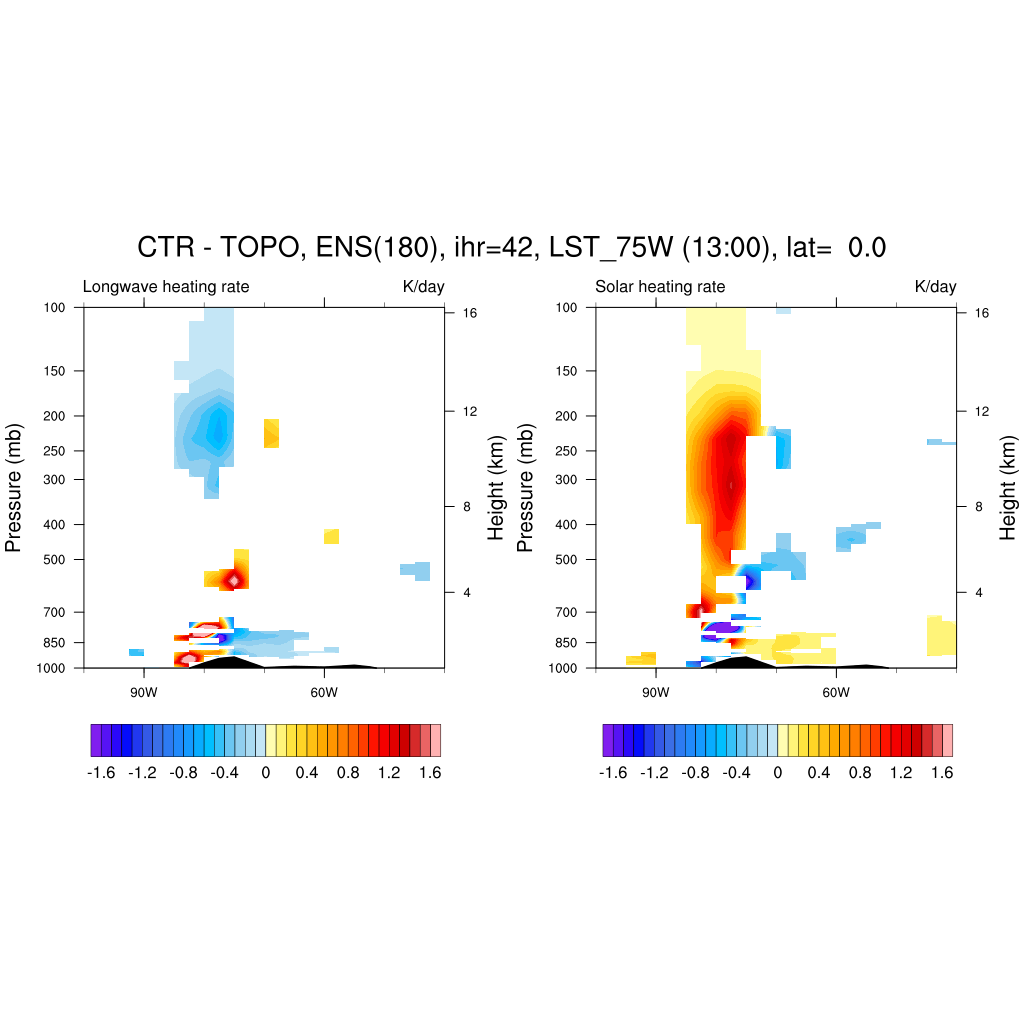 CTR - TOPO, ENS(180), ihr=42, LST_75W (13:00), lat=  0.0
Longwave heating rate K/day
100
150
200
250
300
400
500
700
850
1000
Pressure (mb)
16
12
8
4
Height (km)
90W 60W
-1.6 -1.2 -0.8 -0.4 0 0.4 0.8 1.2 1.6
Solar heating rate K/day
100
150
200
250
300
400
500
700
850
1000
Pressure (mb)
16
12
8
4
Height (km)
90W 60W
-1.6 -1.2 -0.8 -0.4 0 0.4 0.8 1.2 1.6